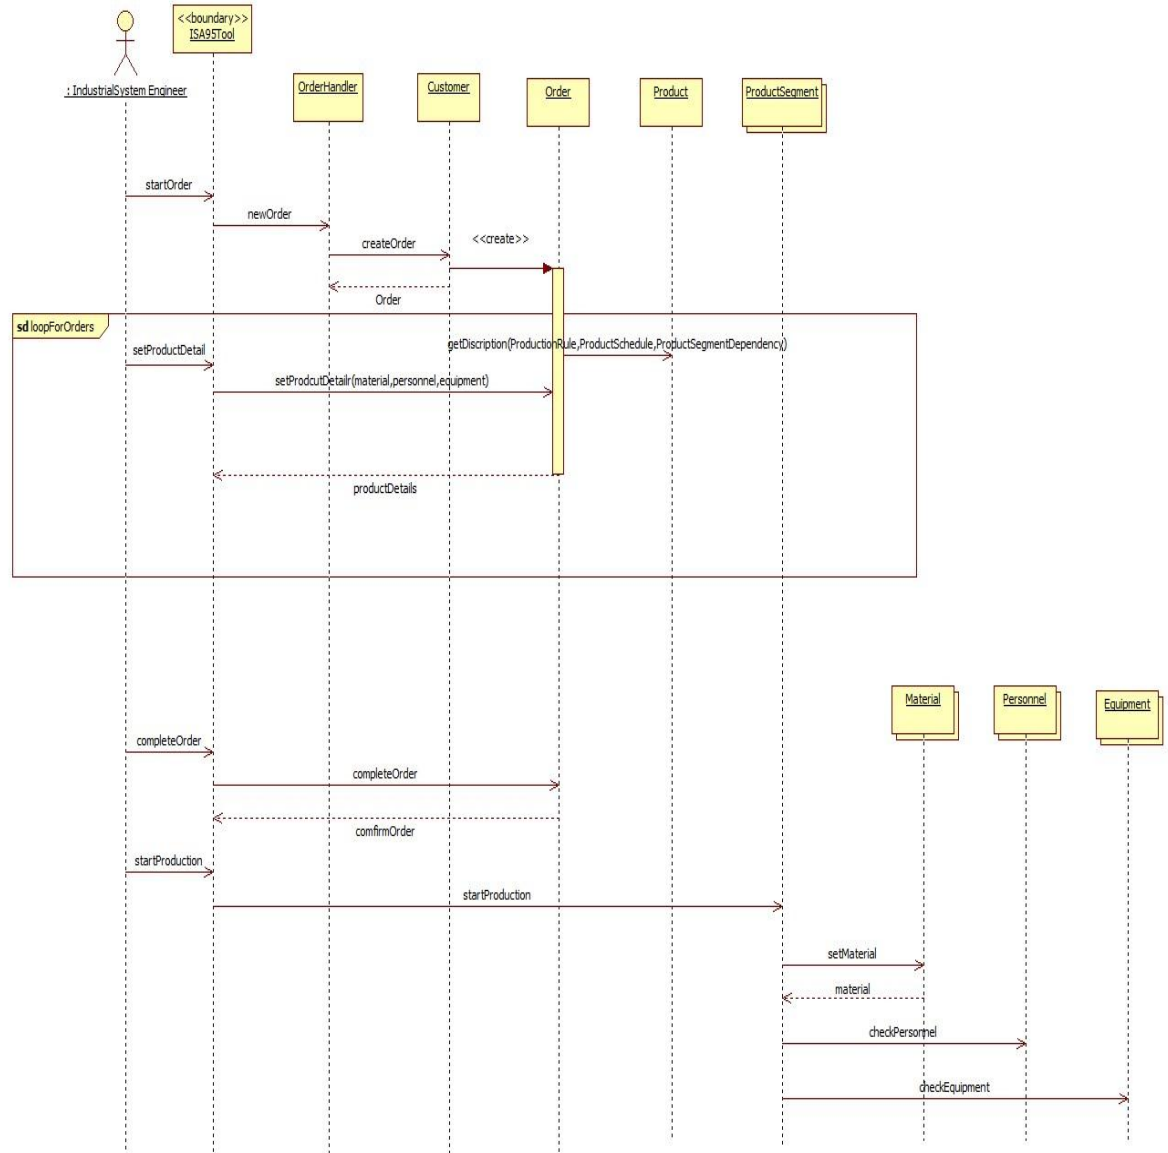 <<boundary>>
ISA95Tool
: IndustrialSystem Engineer
OrderHandler
Customer
Order
Product
ProductSegment
startOrder
newOrder
createOrder
<<create>>
Order
sd loopForOrders
setProductDetail
getDiscription(ProductionRule,ProductSchedule,ProductSegmentDependency)
setProdcutDetailr(material,personnel,equipment)
productDetails
Material
Personnel
Equipment
completeOrder
completeOrder
comfirmOrder
startProduction
startProduction
setMaterial
material
checkPersonnel
checkEquipment